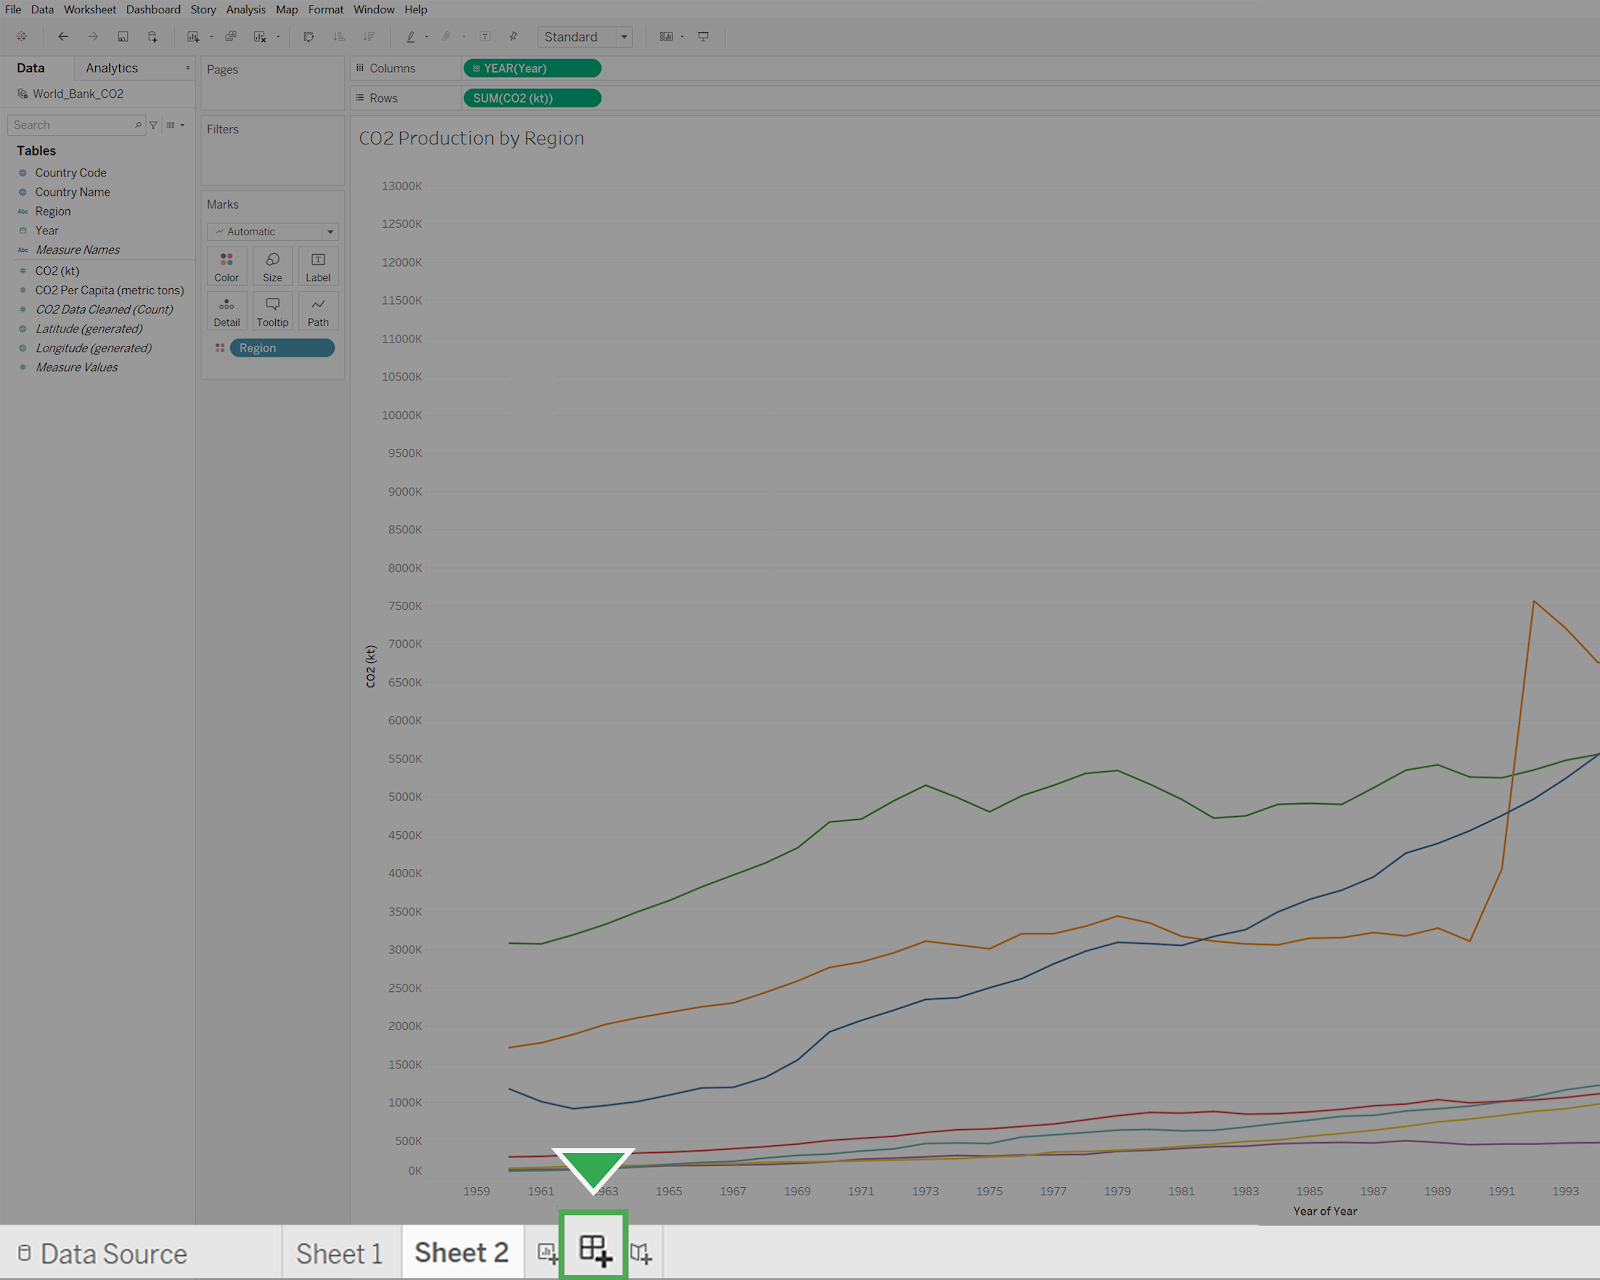 File Data Worksheet Dashboard Story Analysis Map Format Window Help
Standard
Data Analytics
World_Bank_CO2
Search
Tables
Country Code
Country Name
Abc Region
Year
Abc Measure Names
CO2 (kt)
CO2 Per Capita (metric tons)
CO2 Data Cleaned (Count)
Latitude (generated)
Longitude (generated)
Measure Values
Pages
Filters
Marks
Automatic
Color Size Label
Detail Tooltip Path
Region
Columns YEAR(Year)
Rows SUM(CO2 (kt))
CO2 Production by Region
13000K
12500K
12000K
11500K
11000K
10500K
10000K
9500K
9000K
8500K
8000K
7500K
7000K
6500K
6000K
5500K
5000K
4500K
4000K
3500K
3000K
2500K
2000K
1500K
1000K
500K
0K
CO2 (kt)
1959 1961 1963 1965 1967 1969 1971 1973 1975 1977 1979 1981 1983 1985 1987 1989 1991 1993
Year of Year
Data Source Sheet 1 Sheet 2